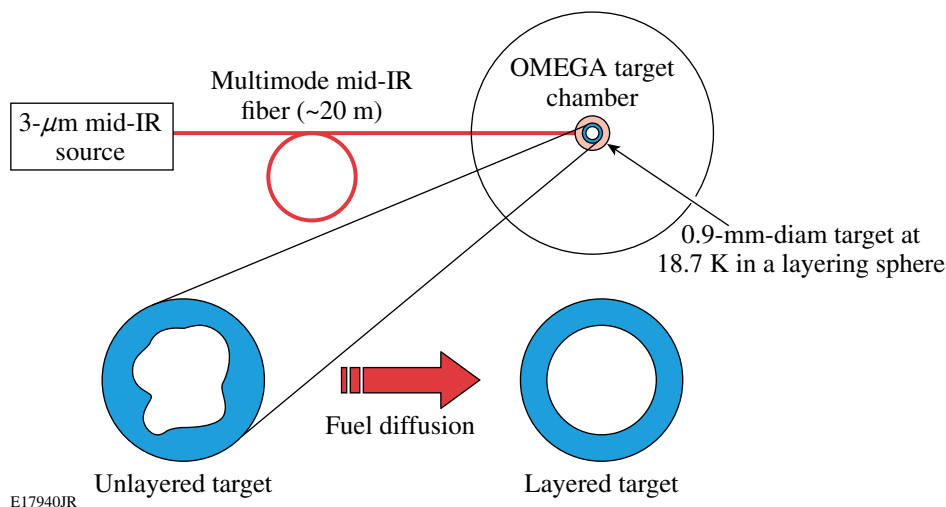 3-μm mid-IR
source
Multimode mid-IR
fiber (~20 m)
OMEGA target
chamber
0.9-mm-diam target at
18.7 K in a layering sphere
Fuel diffusion
Unlayered target
Layered target
E17940JR